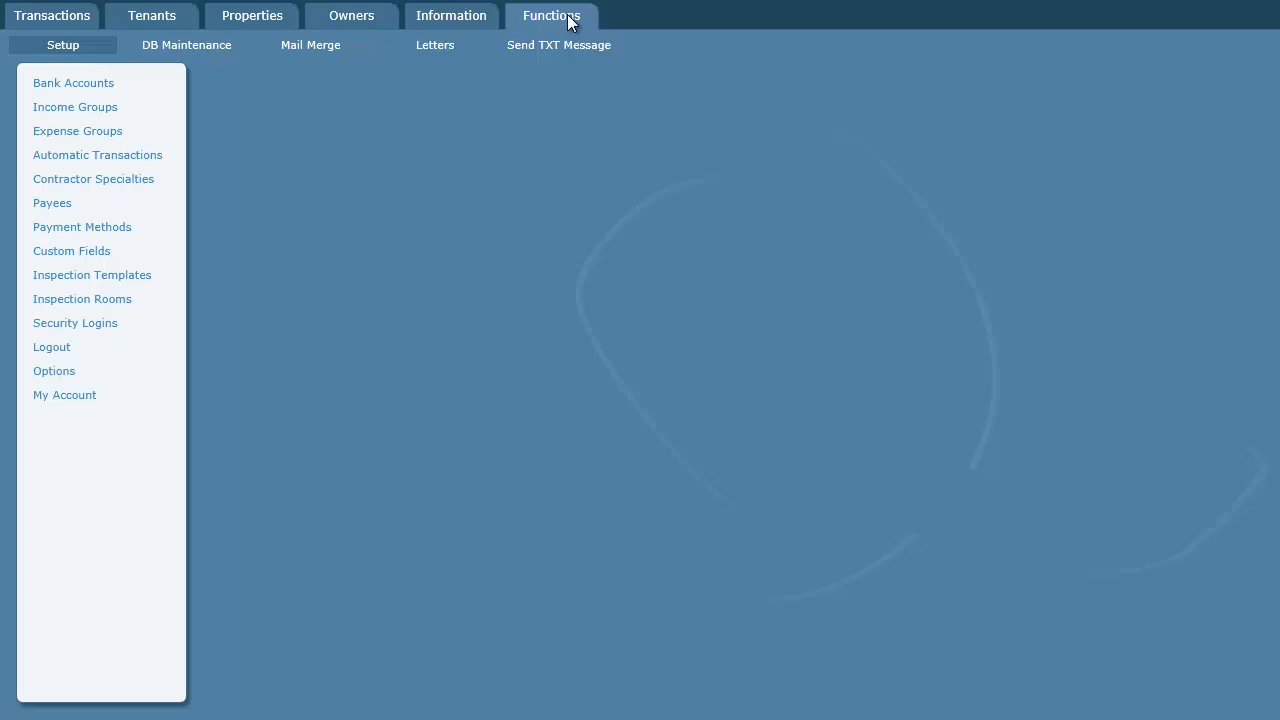 Transactions Tenants Properties Owners Information Functions
Setup DB Maintenance Mail Merge Letters Send TXT Message
Bank Accounts
Income Groups
Expense Groups
Automatic Transactions
Contractor Specialties
Payees
Payment Methods
Custom Fields
Inspection Templates
Inspection Rooms
Security Logins
Logout
Options
My Account